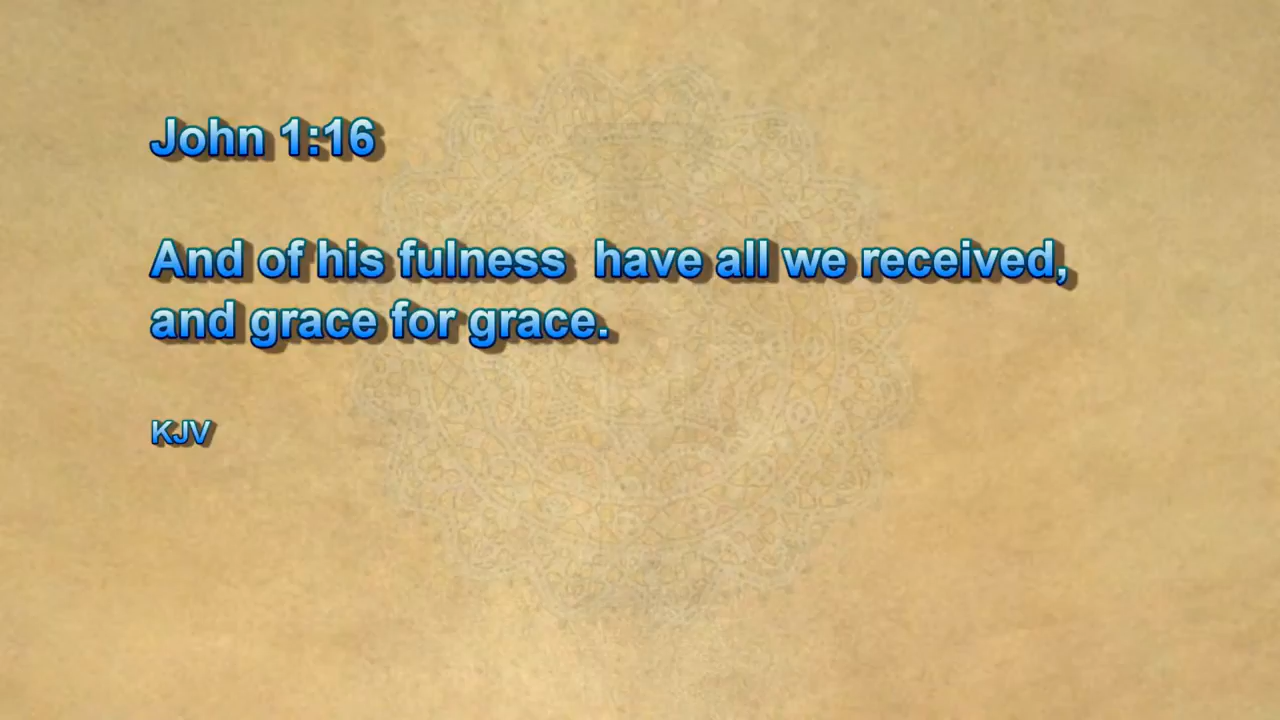 John 1:16
And of his fulness  have all we received,
and grace for grace.
KJV